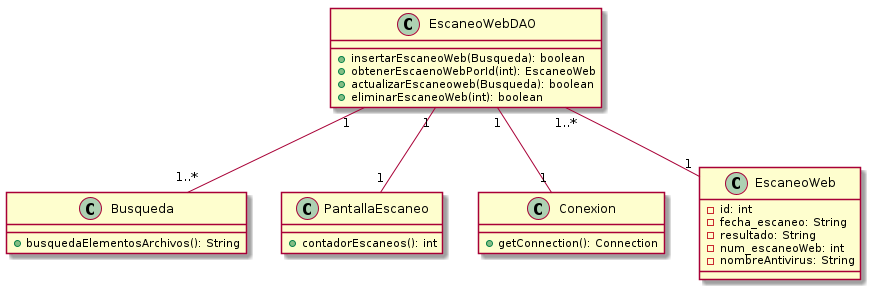 C EscaneoWebDAO
insertarEscaneoWeb(Busqueda): boolean
obtenerEscaenoWebPorId(int): EscaneoWeb
actualizarEscaneoweb(Busqueda): boolean
eliminarEscaneoWeb(int): boolean
1 1 1 1..*
1..* 1 1 1
C Busqueda
busquedaElementosArchivos(): String
C PantallaEscaneo
contadorEscaneos(): int
C Conexion
getConnection(): Connection
C EscaneoWeb
id: int
fecha_escaneo: String
resultado: String
num_escaneoWeb: int
nombreAntivirus: String